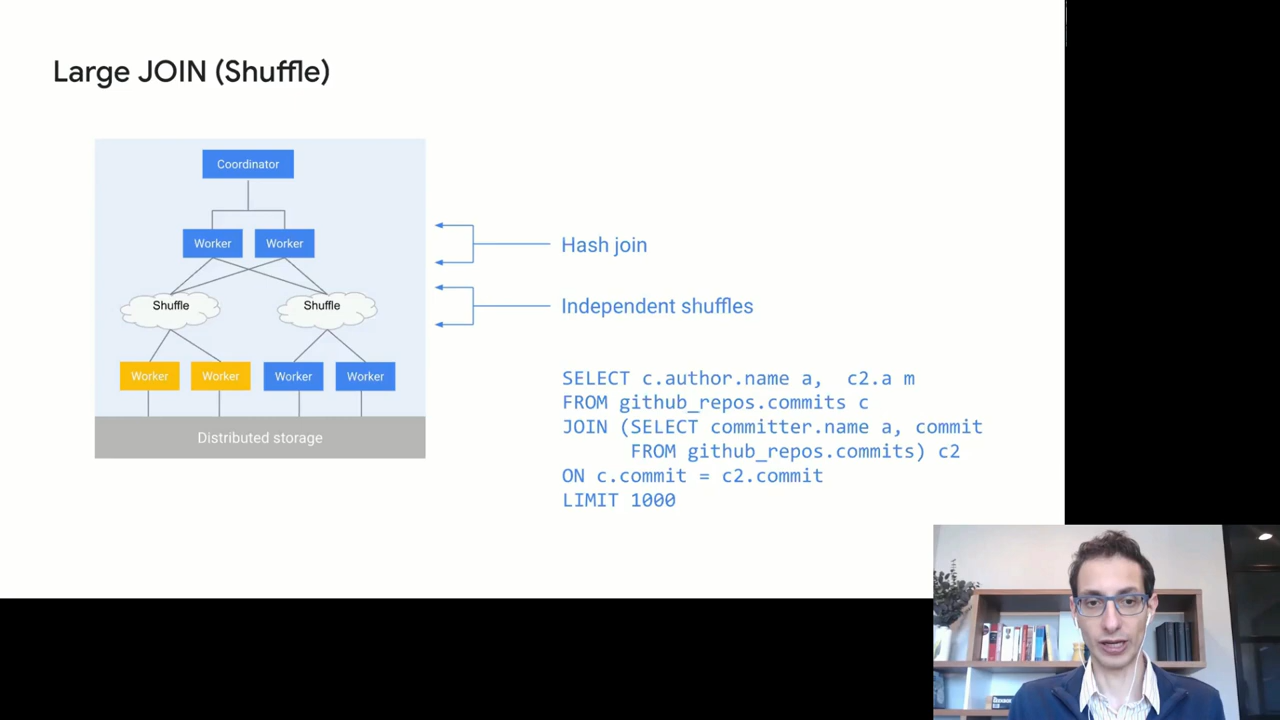 Large JOIN (Shuffle)
Coordinator
Worker
Worker
Hash join
Shuffle
Shuffle
Independent shuffles
Worker
Worker
Worker
Worker
Distributed storage
SELECT c.author.name a, c2.a m
FROM github_repos.commits c
JOIN (SELECT committer.name a, commit
FROM github_repos.commits) c2
ON c.commit = c2.commit
LIMIT 1000